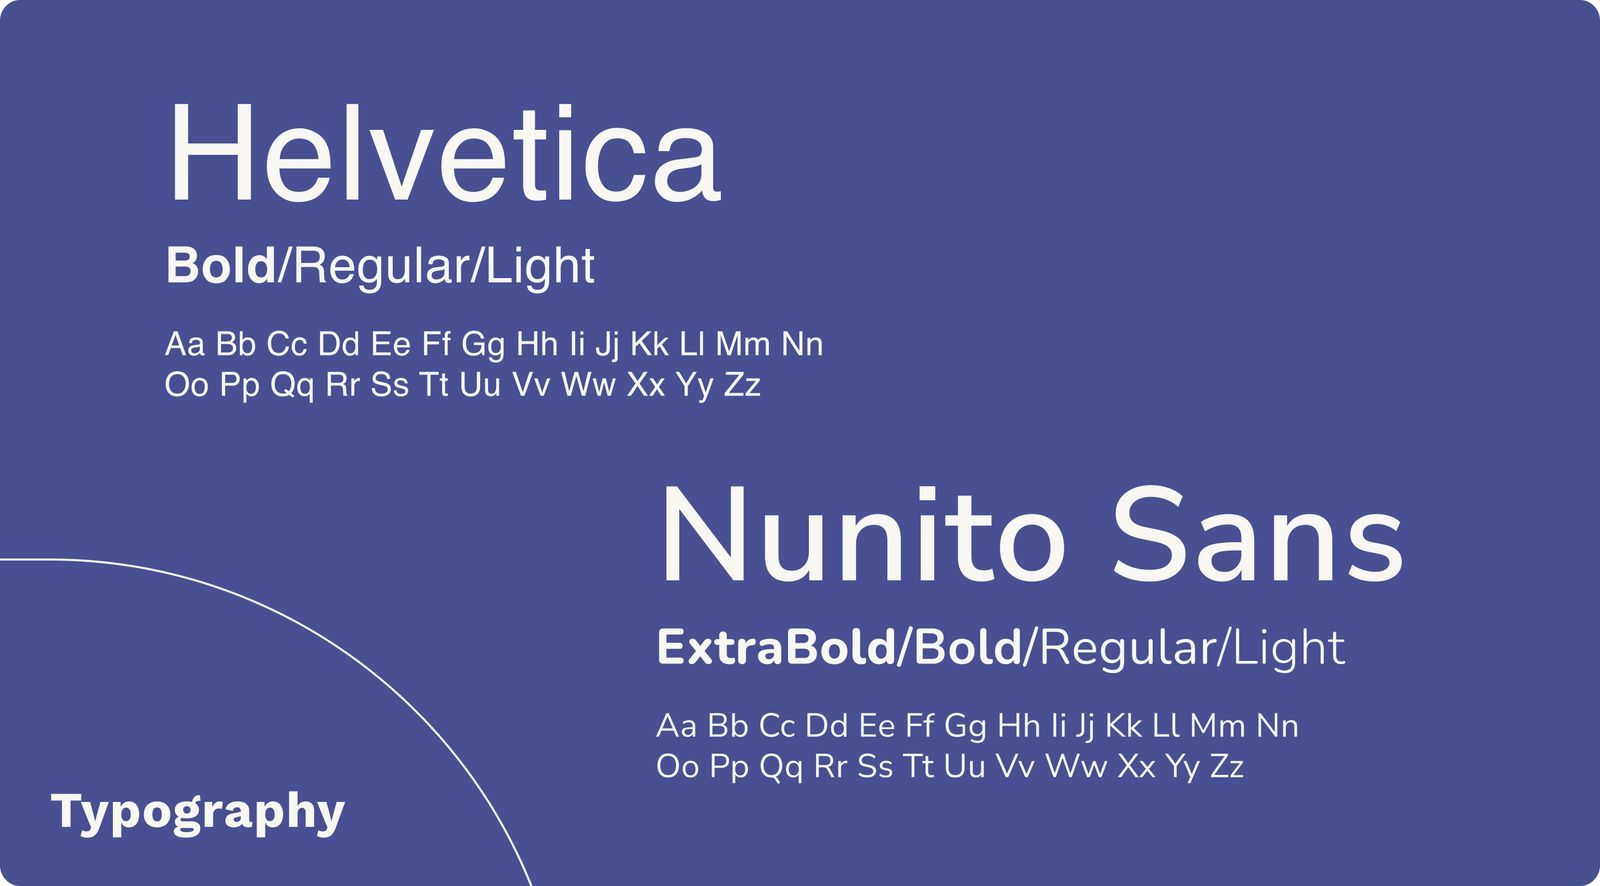 Helvetica
Bold/Regular/Light
Aa Bb Cc Dd Ee Ff Gg Hh Ii Jj Kk Ll Mm Nn
Oo Pp Qq Rr Ss Tt Uu Vv Ww Xx Yy Zz
Nunito Sans
ExtraBold/Bold/Regular/Light
Aa Bb Cc Dd Ee Ff Gg Hh Ii Jj Kk Ll Mm Nn
Oo Pp Qq Rr Ss Tt Uu Vv Ww Xx Yy Zz
Typography